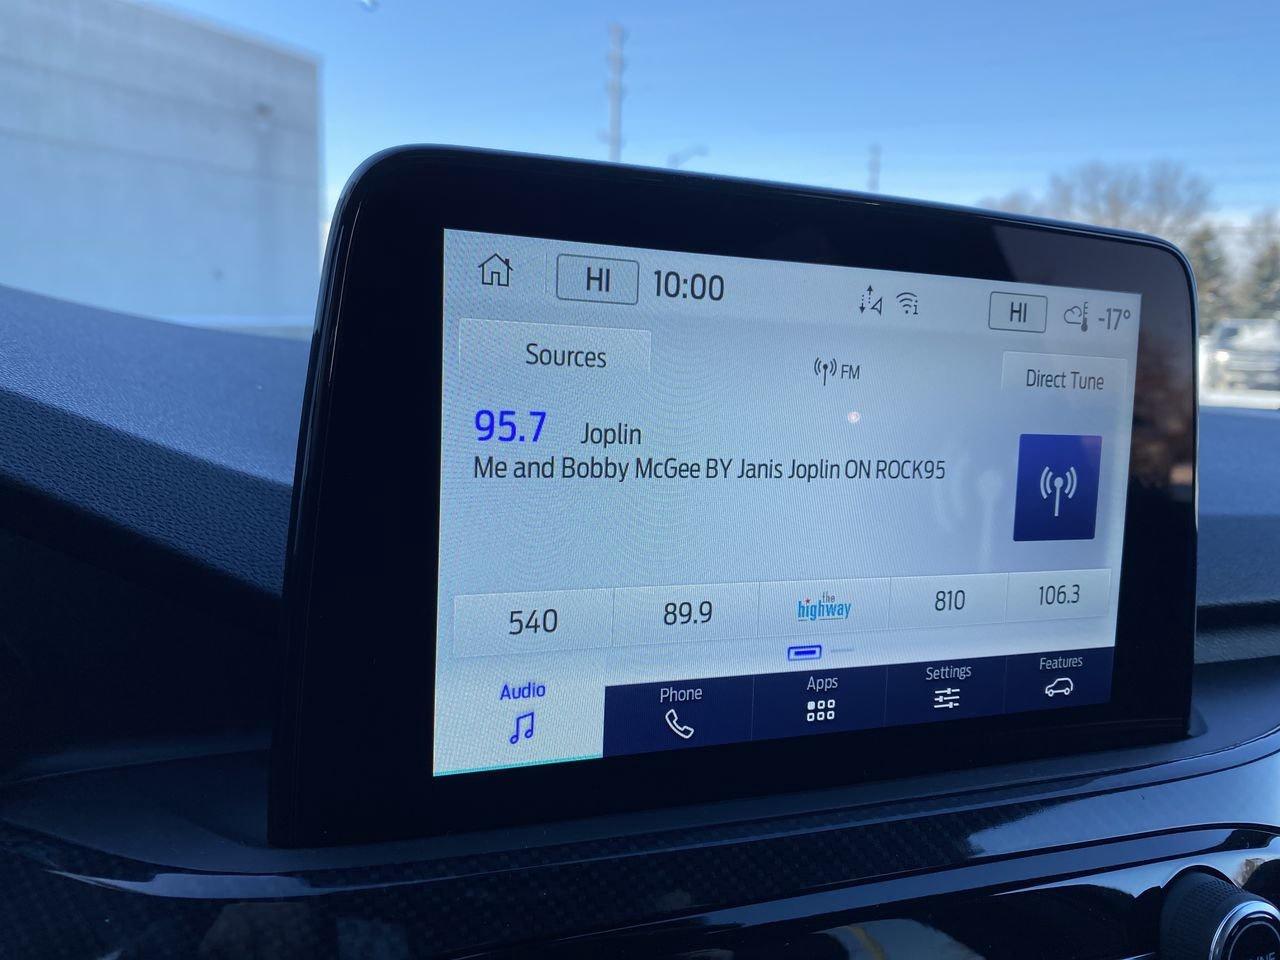 HI 10:00 HI -17°
Sources FM Direct Tune
95.7 Joplin
Me and Bobby McGee BY Janis Joplin ON ROCK95
540 89.9 the highway 810 106.3
Audio Phone Apps Settings Features